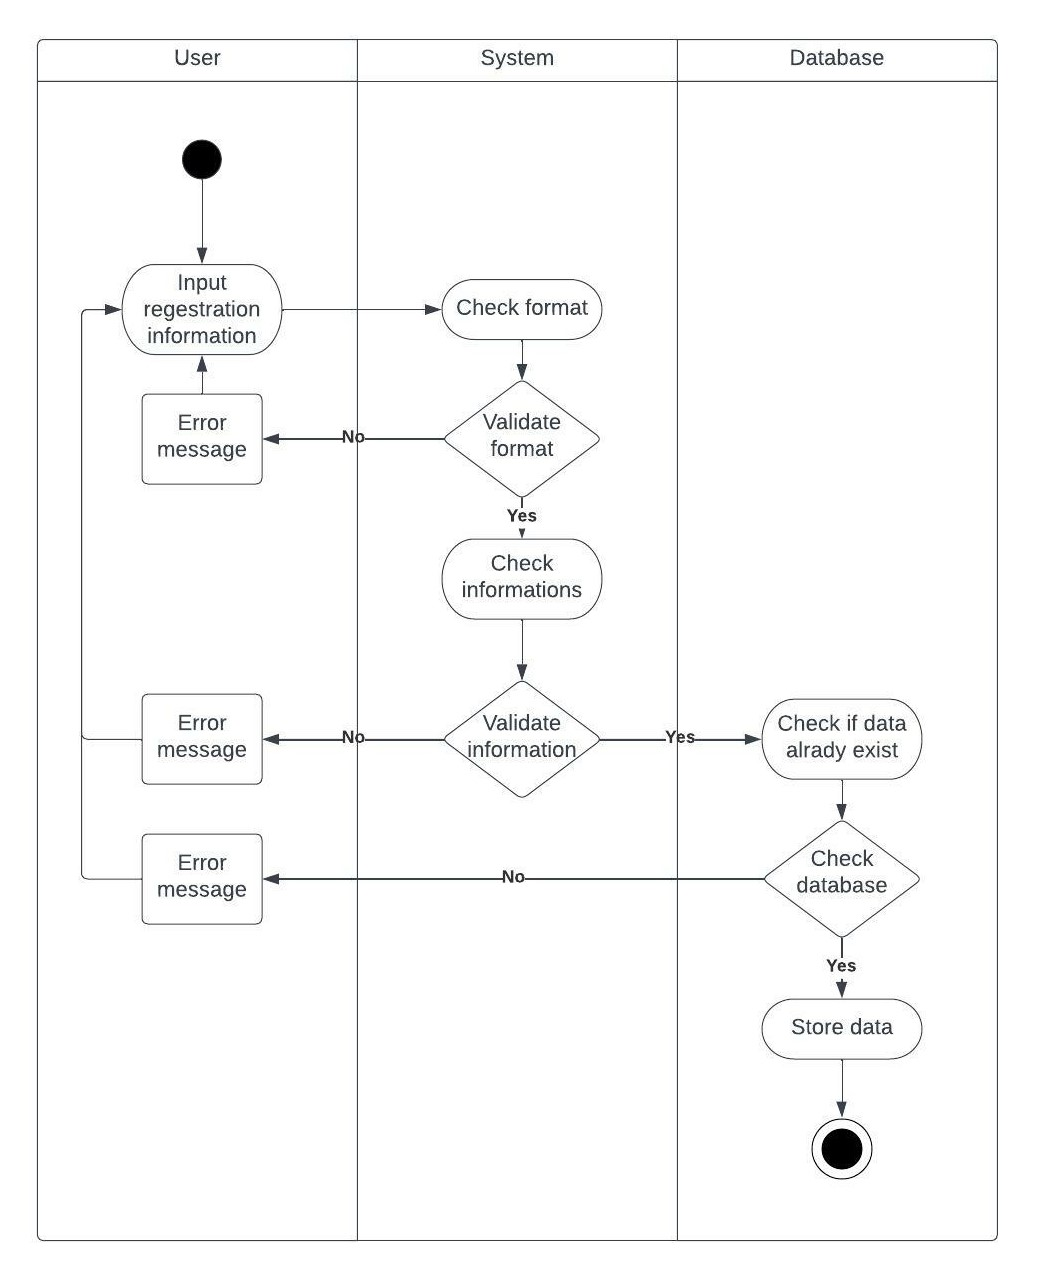 User
System
Database
Input
regestration
information
Check format
Error
message
No
Validate
format
Yes
Check
informations
Error
message
No
Validate
information
Yes
Check if data
alrady exist
Error
message
No
Check
database
Yes
Store data